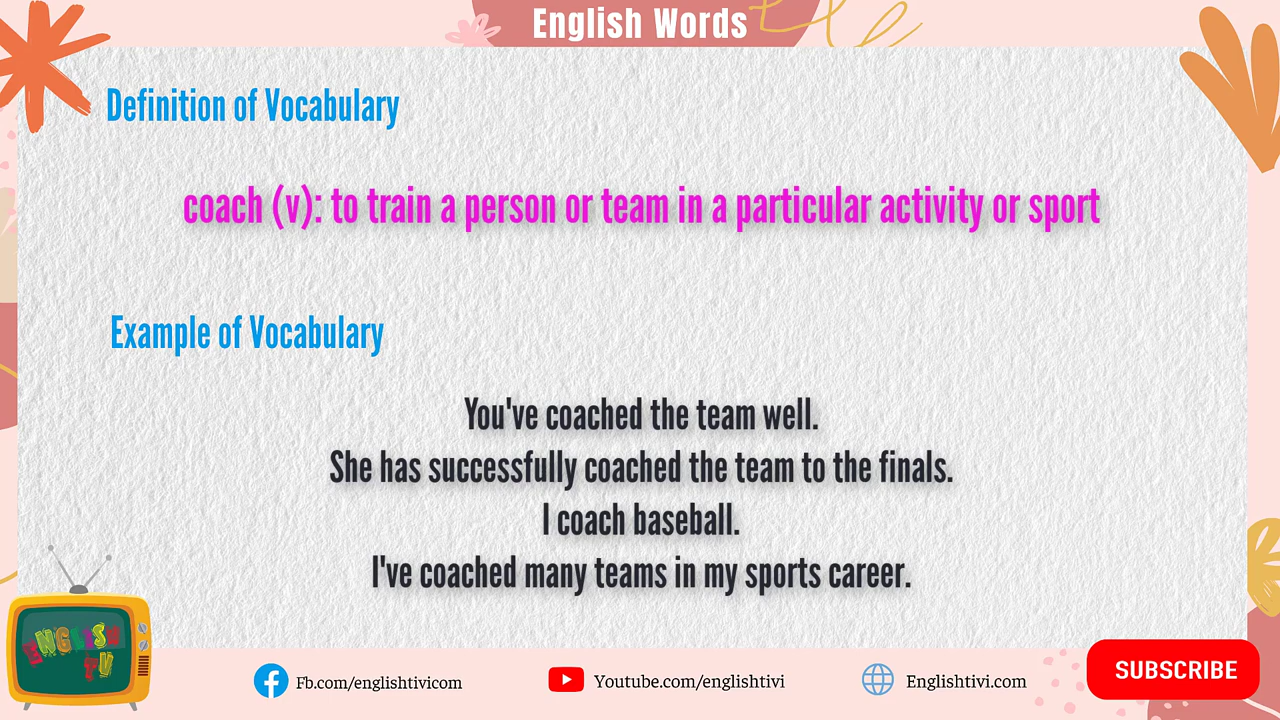 English Words
Definition of Vocabulary
coach (v): to train a person or team in a particular activity or sport
Example of Vocabulary
You've coached the team well.
She has successfully coached the team to the finals.
I coach baseball.
I've coached many teams in my sports career.
ENGLISH
TV
Fb.com/englishtivicom
Youtube.com/englishtivi
Englishtivi.com
SUBSCRIBE